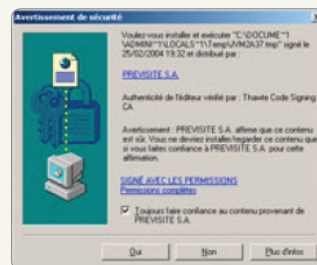 Avertissement de sécurité
Voulez-vous installer et exécuter "C:\DOCUME~1
\ADMINI~1\LOCALS~1\Temp\JVM2A37.tmp" signé le
25/02/2004 19:32 et distribué par :
PREVISITE S.A.
Authenticité de l'éditeur vérifié par : Thawte Code Signing
CA
Avertissement : PREVISITE S.A. affirme que ce contenu
est sûr. Vous ne devriez installer/regarder ce contenu que
si vous faites confiance à PREVISITE S.A. pour cette
affirmation.
SIGNÉ AVEC LES PERMISSIONS
Permissions complètes
Toujours faire confiance au contenu provenant de
PREVISITE S.A.
Oui Non Plus d'infos